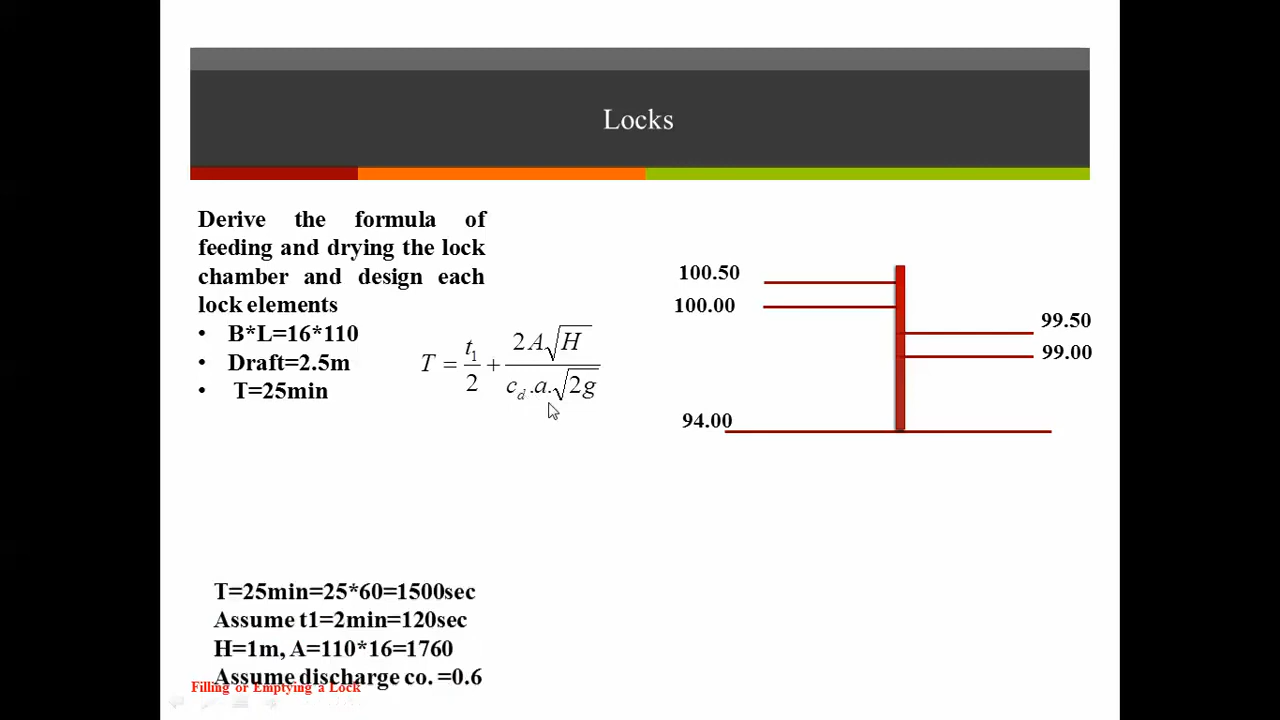 Locks
Derive the formula of
feeding and drying the lock
chamber and design each
lock elements
• B*L=16*110
• Draft=2.5m
• T=25min
T = t₁/2 + 2A√H / c_d.a.√2g
100.50
100.00
99.50
99.00
94.00
T=25min=25*60=1500sec
Assume t1=2min=120sec
H=1m, A=110*16=1760
Assume discharge co. =0.6
Filling or Emptying a Lock